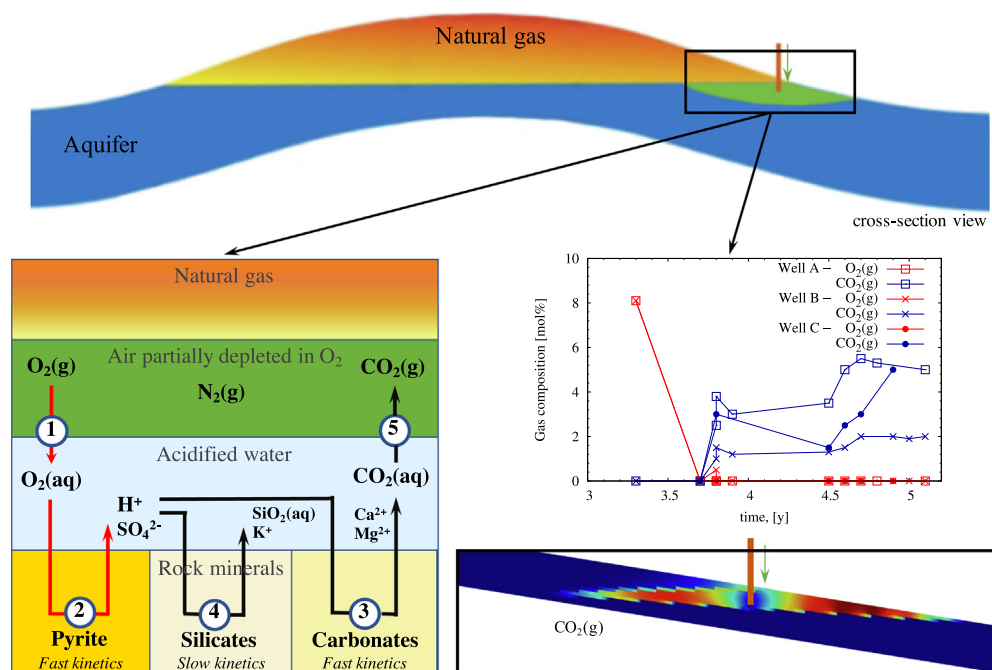 Natural gas
Aquifer
cross-section view
Natural gas
Air partially depleted in O₂
O₂(g)
CO₂(g)
N₂(g)
1
5
Acidified water
O₂(aq)
CO₂(aq)
H⁺
SO₄²⁻
SiO₂(aq)
K⁺
Ca²⁺
Mg²⁺
Rock minerals
2
4
3
Pyrite
Silicates
Carbonates
Fast kinetics
Slow kinetics
Fast kinetics
Gas composition [mol%]
10
8
6
4
2
0
3
3.5
4
4.5
5
time, [y]
Well A – O₂(g)
CO₂(g)
Well B – O₂(g)
CO₂(g)
Well C – O₂(g)
CO₂(g)
CO₂(g)